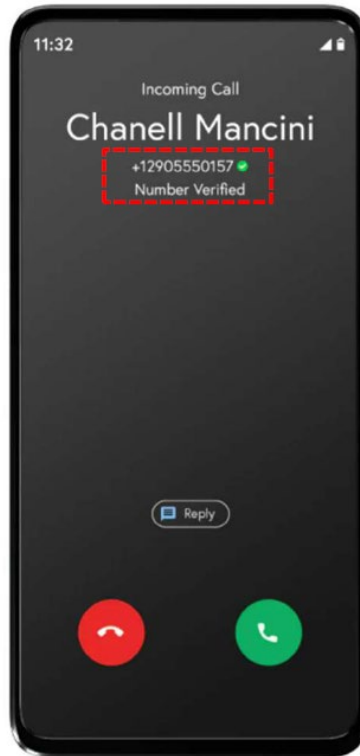 11:32
Incoming Call
Chanell Mancini
+12905550157
Number Verified
Reply